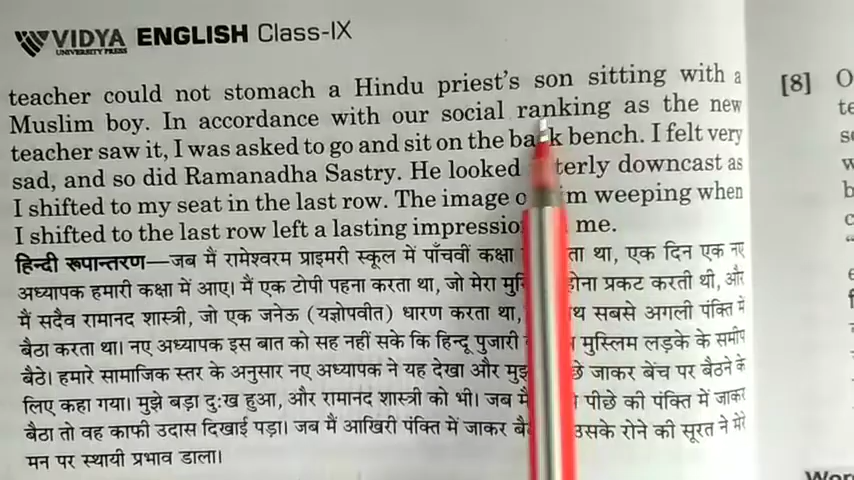 VIDYA ENGLISH Class-IX
UNIVERSITY PRESS
teacher could not stomach a Hindu priest's son sitting with a
Muslim boy. In accordance with our social ranking as the new
teacher saw it, I was asked to go and sit on the back bench. I felt very
sad, and so did Ramanadha Sastry. He looked terly downcast as
I shifted to my seat in the last row. The image o im weeping when
I shifted to the last row left a lasting impressio me.
हिन्दी रूपान्तरण—जब मैं रामेश्वरम प्राइमरी स्कूल में पाँचवीं कक्षा ता था, एक दिन एक नए
अध्यापक हमारी कक्षा में आए। मैं एक टोपी पहना करता था, जो मेरा मुस् होना प्रकट करती थी, और
मैं सदैव रामानद शास्त्री, जो एक जनेऊ (यज्ञोपवीत) धारण करता था, थ सबसे अगली पंक्ति में
बैठा करता था। नए अध्यापक इस बात को सह नहीं सके कि हिन्दू पुजारी मुस्लिम लड़के के समीप
बैठे। हमारे सामाजिक स्तर के अनुसार नए अध्यापक ने यह देखा और मुझ छे जाकर बेंच पर बैठने के
लिए कहा गया। मुझे बड़ा दुःख हुआ, और रामानद शास्त्री को भी। जब मैं पीछे की पंक्ति में जाकर
बैठा तो वह काफी उदास दिखाई पड़ा। जब मैं आखिरी पंक्ति में जाकर बै उसके रोने की सूरत ने मेरे
मन पर स्थायी प्रभाव डाला।
[8] O
te
s
w
b
c
Wor